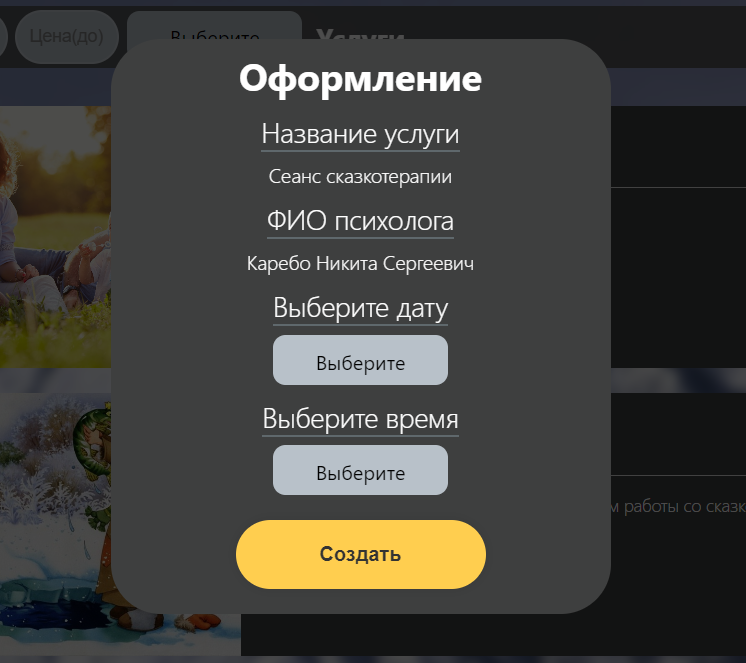 Цена(до)
Выберите
Услуги
Оформление
Название услуги
Сеанс сказкотерапии
ФИО психолога
Каребо Никита Сергеевич
Выберите дату
Выберите
Выберите время
Выберите
работы со сказк
Создать